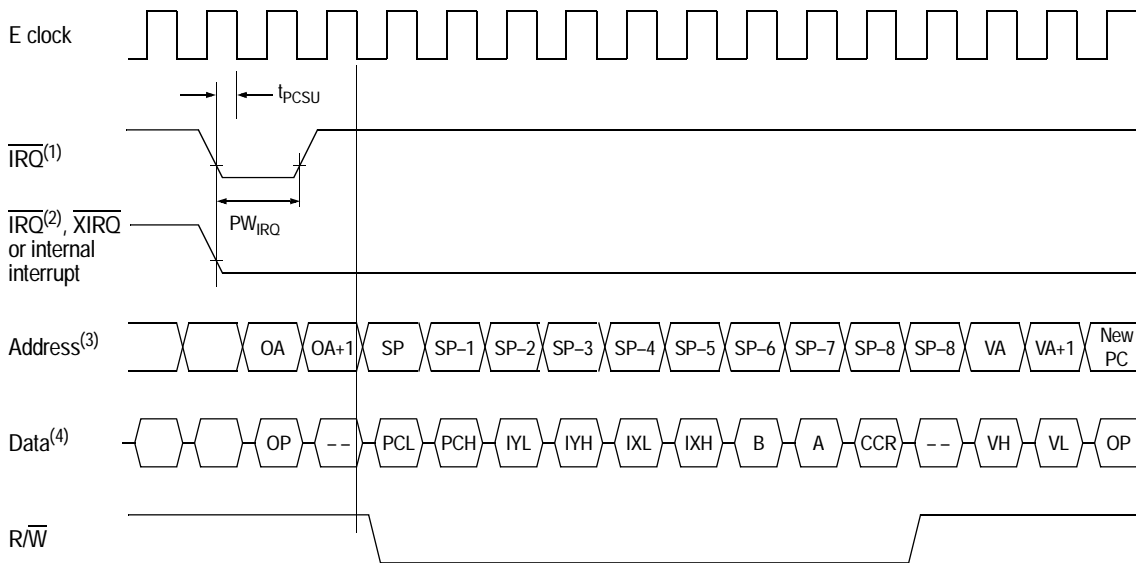 E clock
tPCSU
IRQ(1)
PWIRQ
IRQ(2), XIRQ
or internal
interrupt
Address(3) OA OA+1 SP SP–1 SP–2 SP–3 SP–4 SP–5 SP–6 SP–7 SP–8 SP–8 VA VA+1 New PC
Data(4) OP – – PCL PCH IYL IYH IXL IXH B A CCR – – VH VL OP
R/W